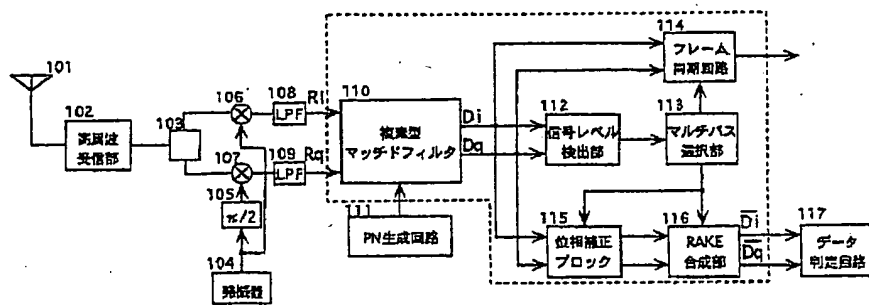 101
102
高周波
受信部
103
104
発振器
105
π/2
106
107
108
LPF
Ri
109
LPF
Rq
110
複素型
マッチドフィルタ
111
PN生成回路
Di
Dq
112
信号レベル
検出部
113
マルチパス
選択部
114
フレーム
同期回路
115
位相補正
ブロック
116
RAKE
合成部
Di
Dq
117
データ
判定回路